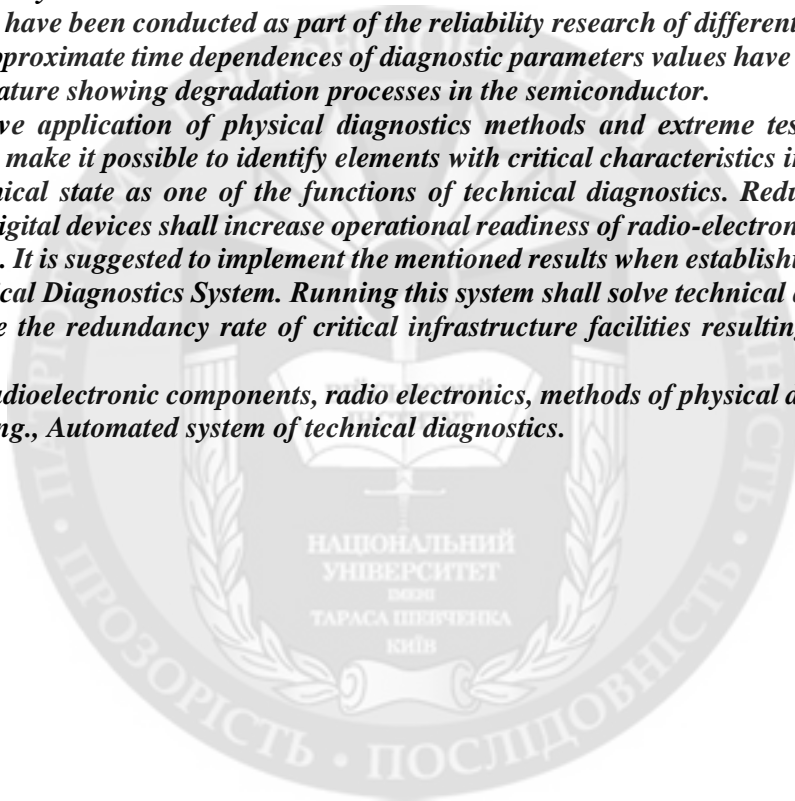 have been conducted as part of the reliability research of different
pproximate time dependences of diagnostic parameters values have
ature showing degradation processes in the semiconductor.
ve application of physical diagnostics methods and extreme tes
make it possible to identify elements with critical characteristics i
nical state as one of the functions of technical diagnostics. Redu
igital devices shall increase operational readiness of radio-electron
. It is suggested to implement the mentioned results when establishi
cal Diagnostics System. Running this system shall solve technical
e the redundancy rate of critical infrastructure facilities resulting
adioelectronic components, radio electronics, methods of physical d
ng., Automated system of technical diagnostics.
НАЦІОНАЛЬНИЙ
УНІВЕРСИТЕТ
ІМЕНІ
ТАРАСА ШЕВЧЕНКА
КИЇВ
ПРОЗОРІСТЬ • ПОСЛІДОВНІСТЬ